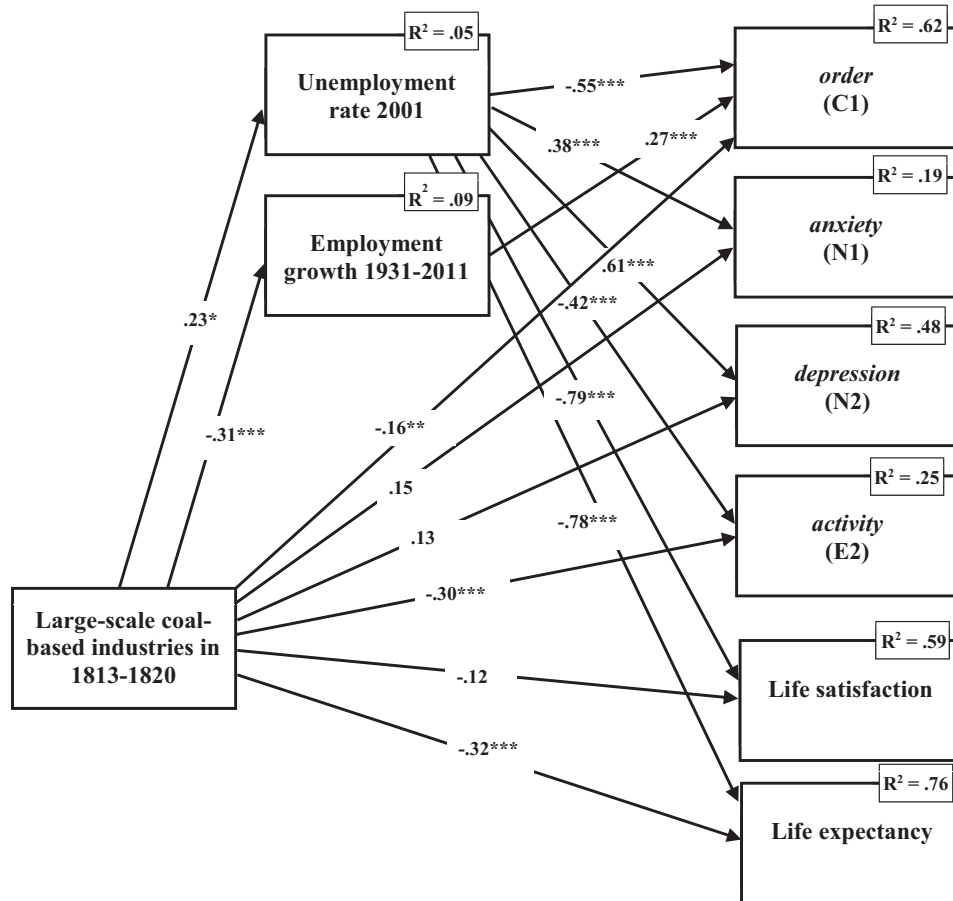 R² = .05
Unemployment
rate 2001
R² = .09
Employment
growth 1931-2011
Large-scale coal-
based industries in
1813-1820
R² = .62
order
(C1)
R² = .19
anxiety
(N1)
R² = .48
depression
(N2)
R² = .25
activity
(E2)
R² = .59
Life satisfaction
R² = .76
Life expectancy
-.55***
.38***
.27***
.61***
-.42***
-.79***
-.78***
.23*
-.31***
-.16**
.15
.13
-.30***
-.12
-.32***